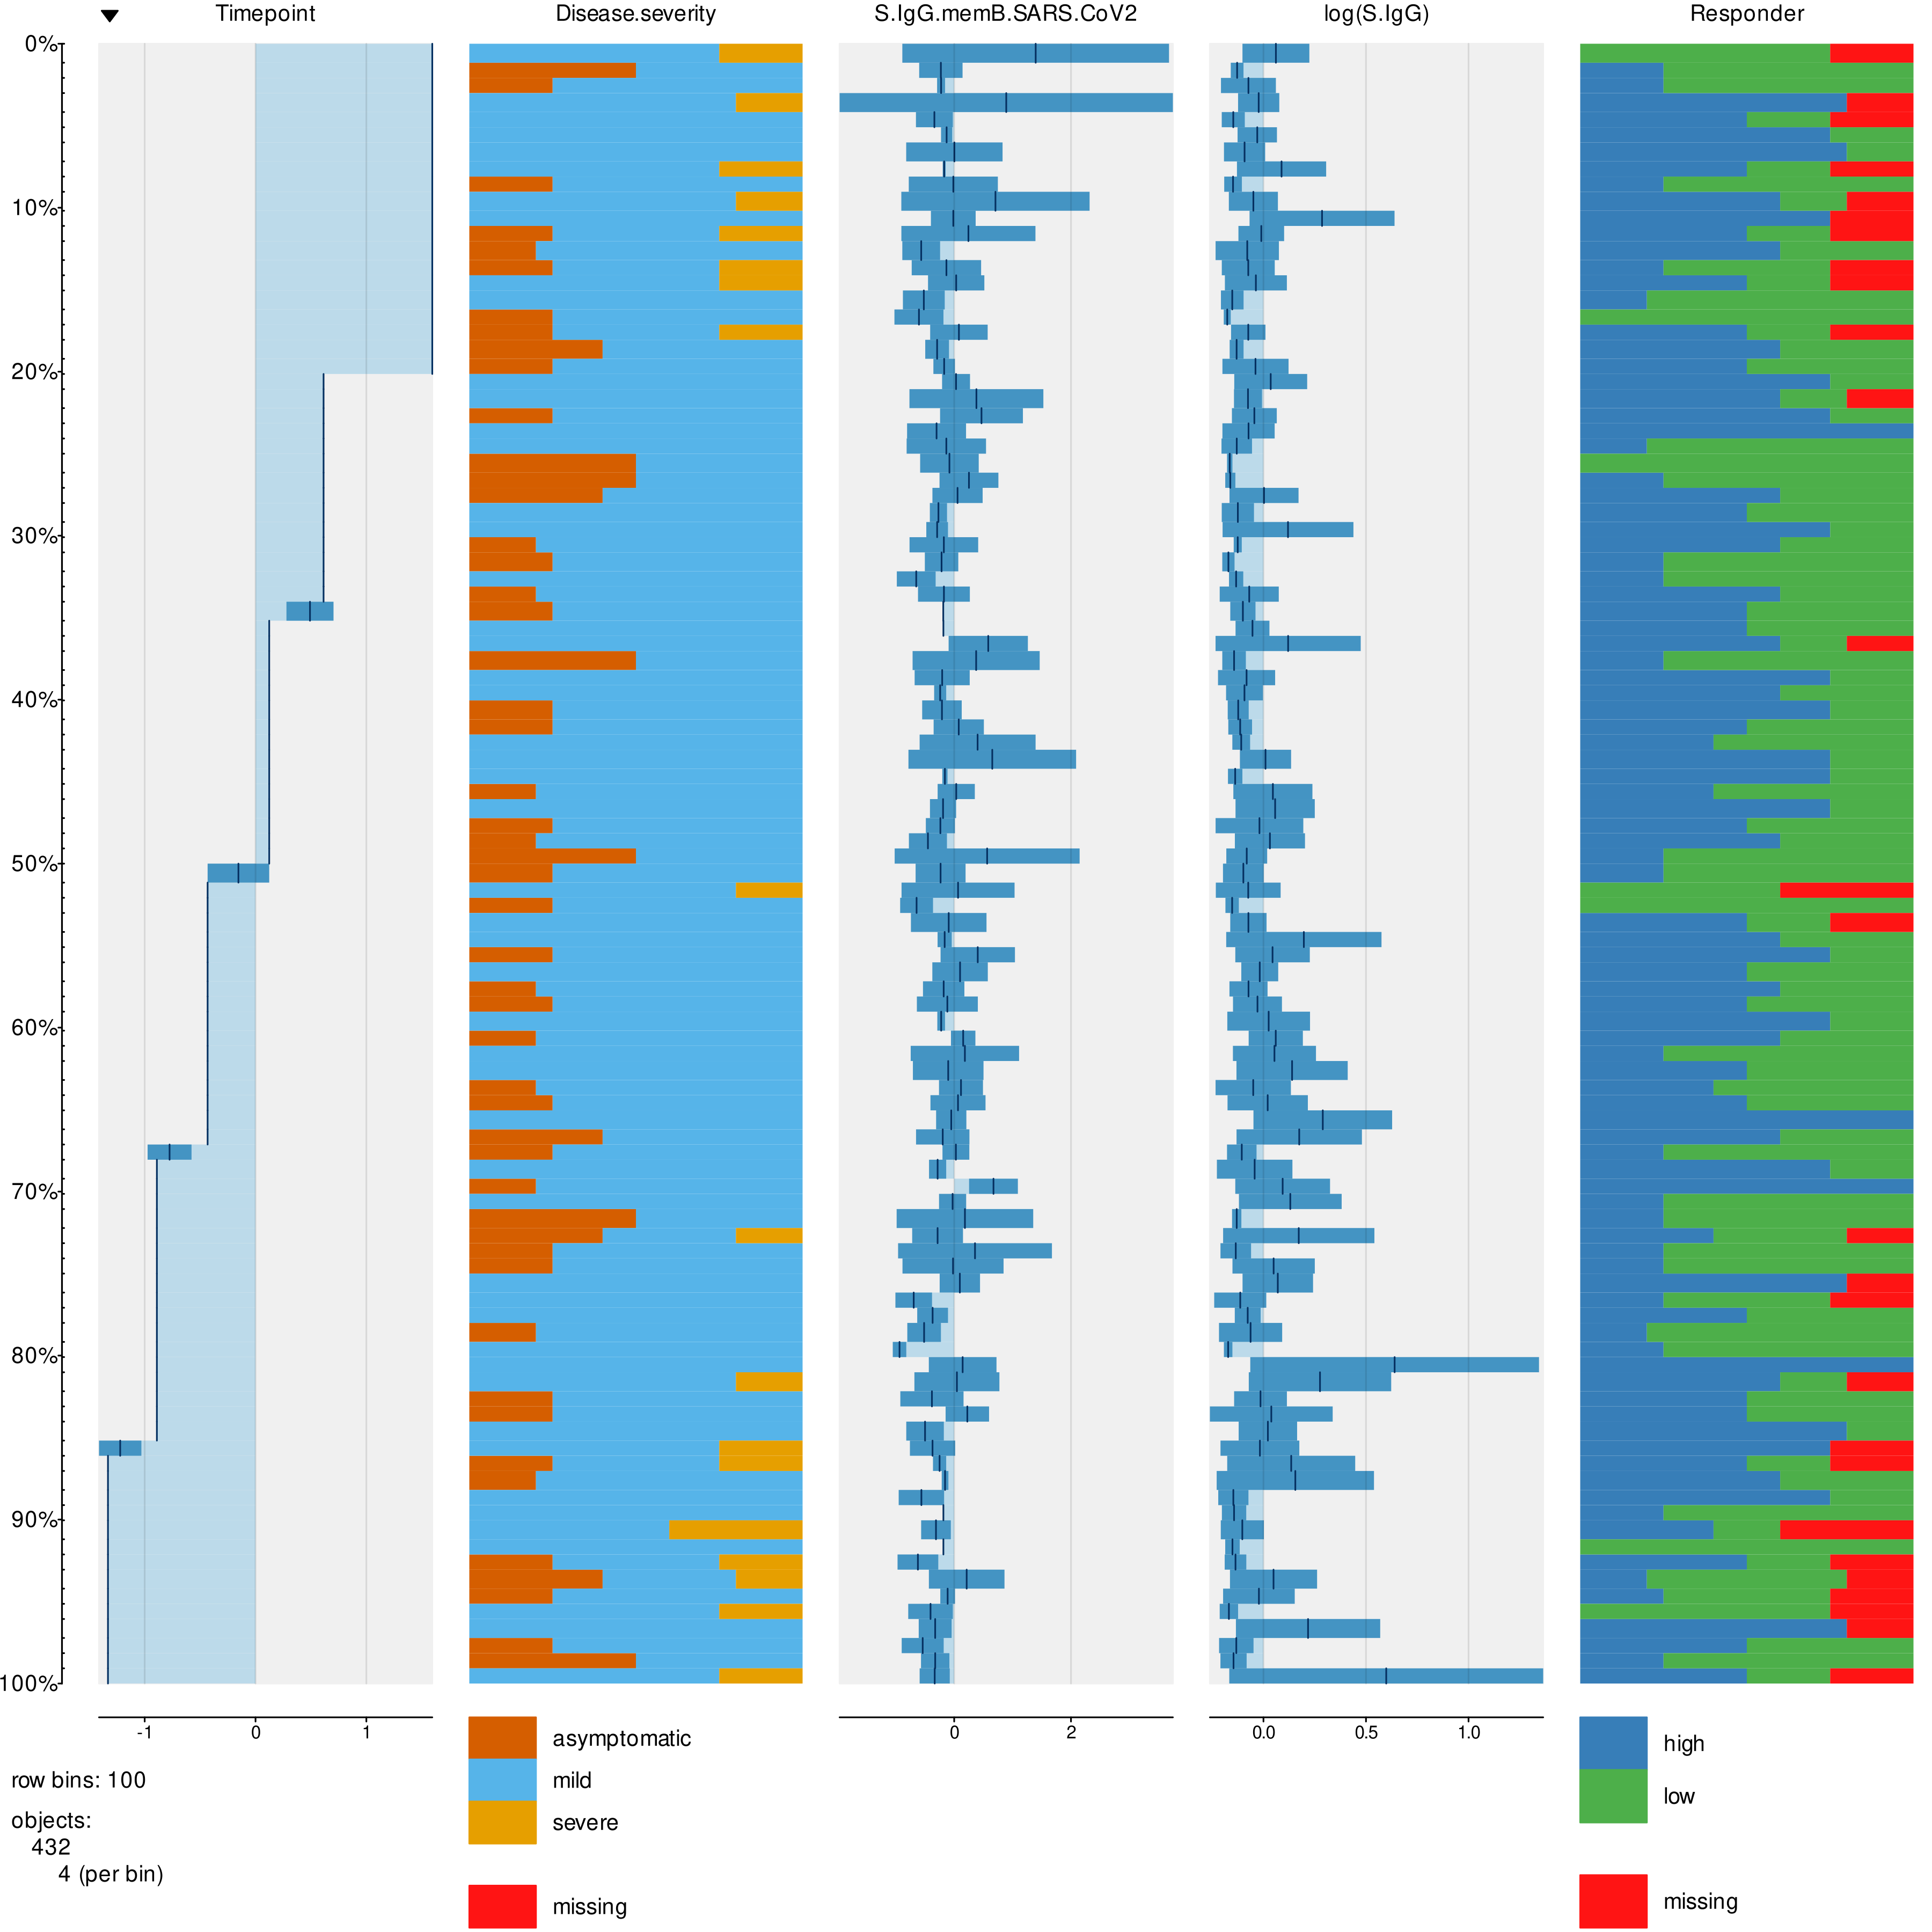 Timepoint Disease.severity S.IgG.memB.SARS.CoV2 log(S.IgG) Responder
0%
10%
20%
30%
40%
50%
60%
70%
80%
90%
100%
-1 0 1 0 2 0.0 0.5 1.0
asymptomatic
mild
severe
missing
high
low
missing
row bins: 100
objects:
432
4 (per bin)